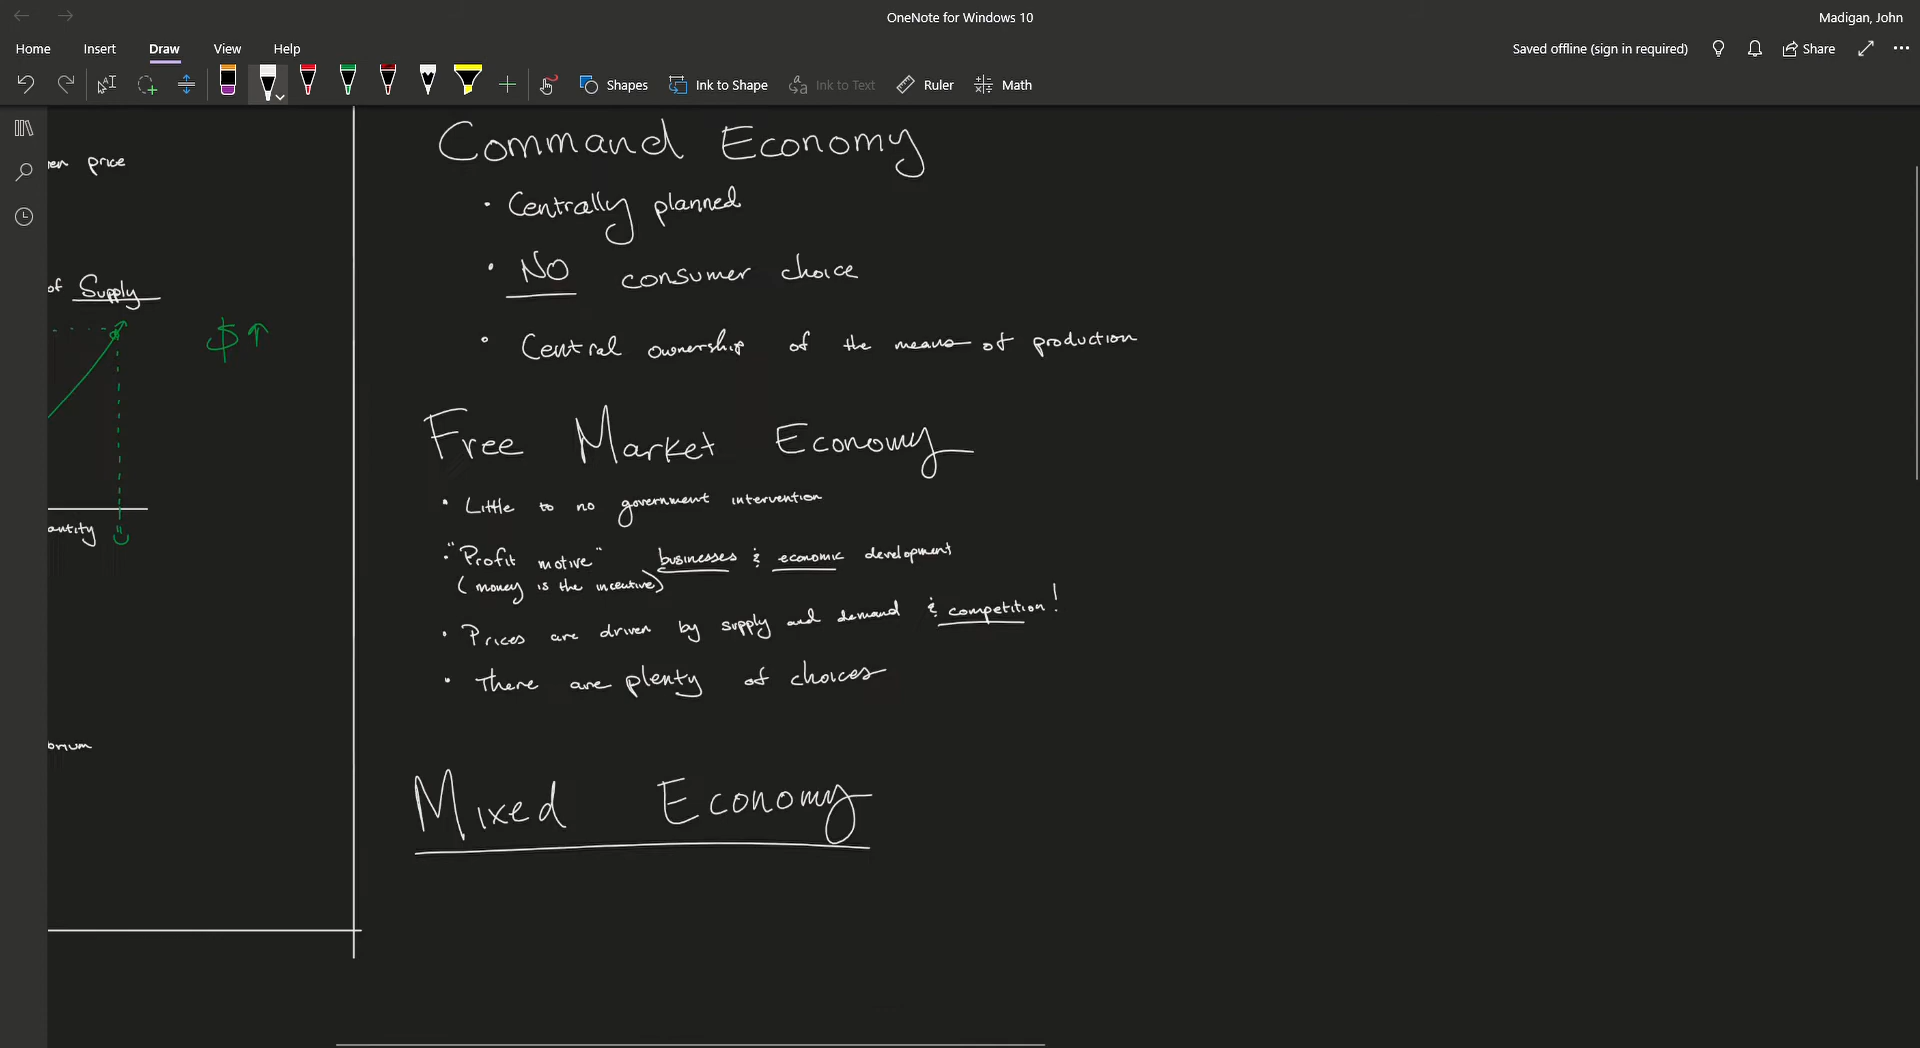 OneNote for Windows 10
Madigan, John
Home Insert Draw View Help
Saved offline (sign in required) Share
Shapes Ink to Shape Ink to Text Ruler Math
price
of Supply
$↑
antity
brium
Command Economy
• Centrally planned
• NO consumer choice
• Central ownership of the means of production
Free Market Economy
• Little to no government intervention
• "Profit motive" businesses & economic development
(money is the incentive)
• Prices are driven by supply and demand & competition!
• There are plenty of choices
Mixed Economy